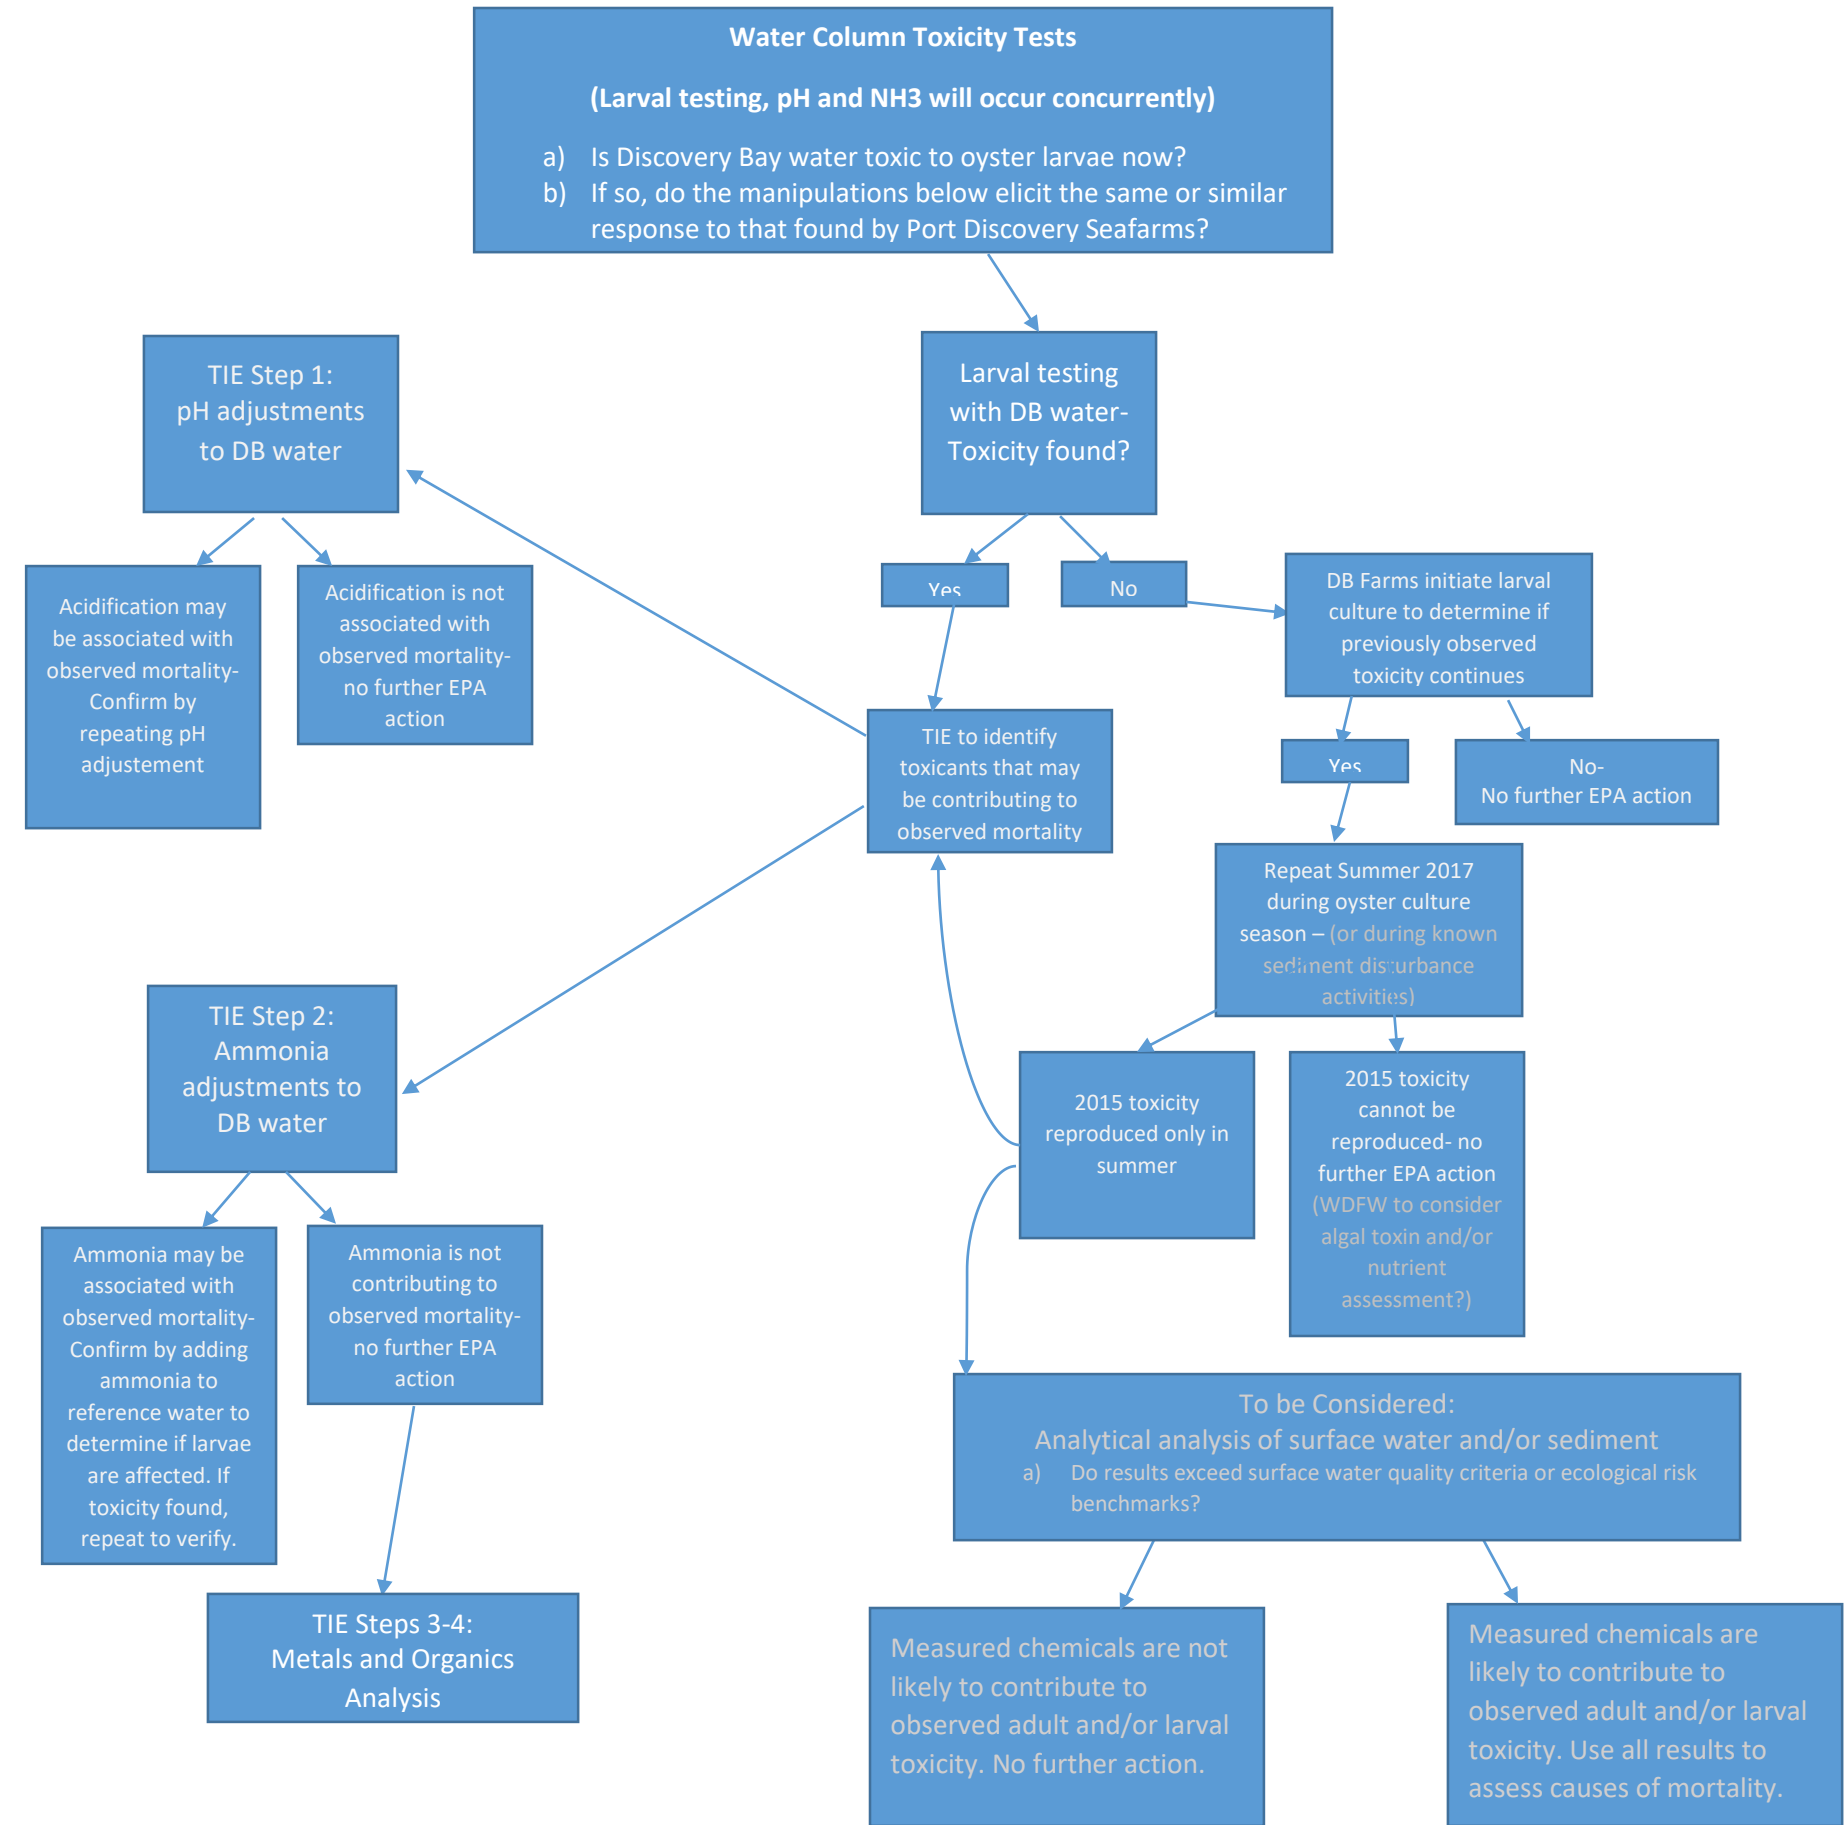 Water Column Toxicity Tests
(Larval testing, pH and NH3 will occur concurrently)
a) Is Discovery Bay water toxic to oyster larvae now?
b) If so, do the manipulations below elicit the same or similar
response to that found by Port Discovery Seafarms?
Larval testing
with DB water-
Toxicity found?
Yes
No
DB Farms initiate larval
culture to determine if
previously observed
toxicity continues
Yes
No-
No further EPA action
TIE Step 1:
pH adjustments
to DB water
Acidification may
be associated with
observed mortality-
Confirm by
repeating pH
adjustement
Acidification is not
associated with
observed mortality-
no further EPA
action
TIE to identify
toxicants that may
be contributing to
observed mortality
Repeat Summer 2017
during oyster culture
season – (or during known
sediment disturbance
activities)
2015 toxicity
reproduced only in
summer
2015 toxicity
cannot be
reproduced- no
further EPA action
(WDFW to consider
algal toxin and/or
nutrient
assessment?)
TIE Step 2:
Ammonia
adjustments to
DB water
Ammonia may be
associated with
observed mortality-
Confirm by adding
ammonia to
reference water to
determine if larvae
are affected. If
toxicity found,
repeat to verify.
Ammonia is not
contributing to
observed mortality-
no further EPA
action
TIE Steps 3-4:
Metals and Organics
Analysis
To be Considered:
Analytical analysis of surface water and/or sediment
a) Do results exceed surface water quality criteria or ecological risk
benchmarks?
Measured chemicals are not
likely to contribute to
observed adult and/or larval
toxicity. No further action.
Measured chemicals are
likely to contribute to
observed adult and/or larval
toxicity. Use all results to
assess causes of mortality.